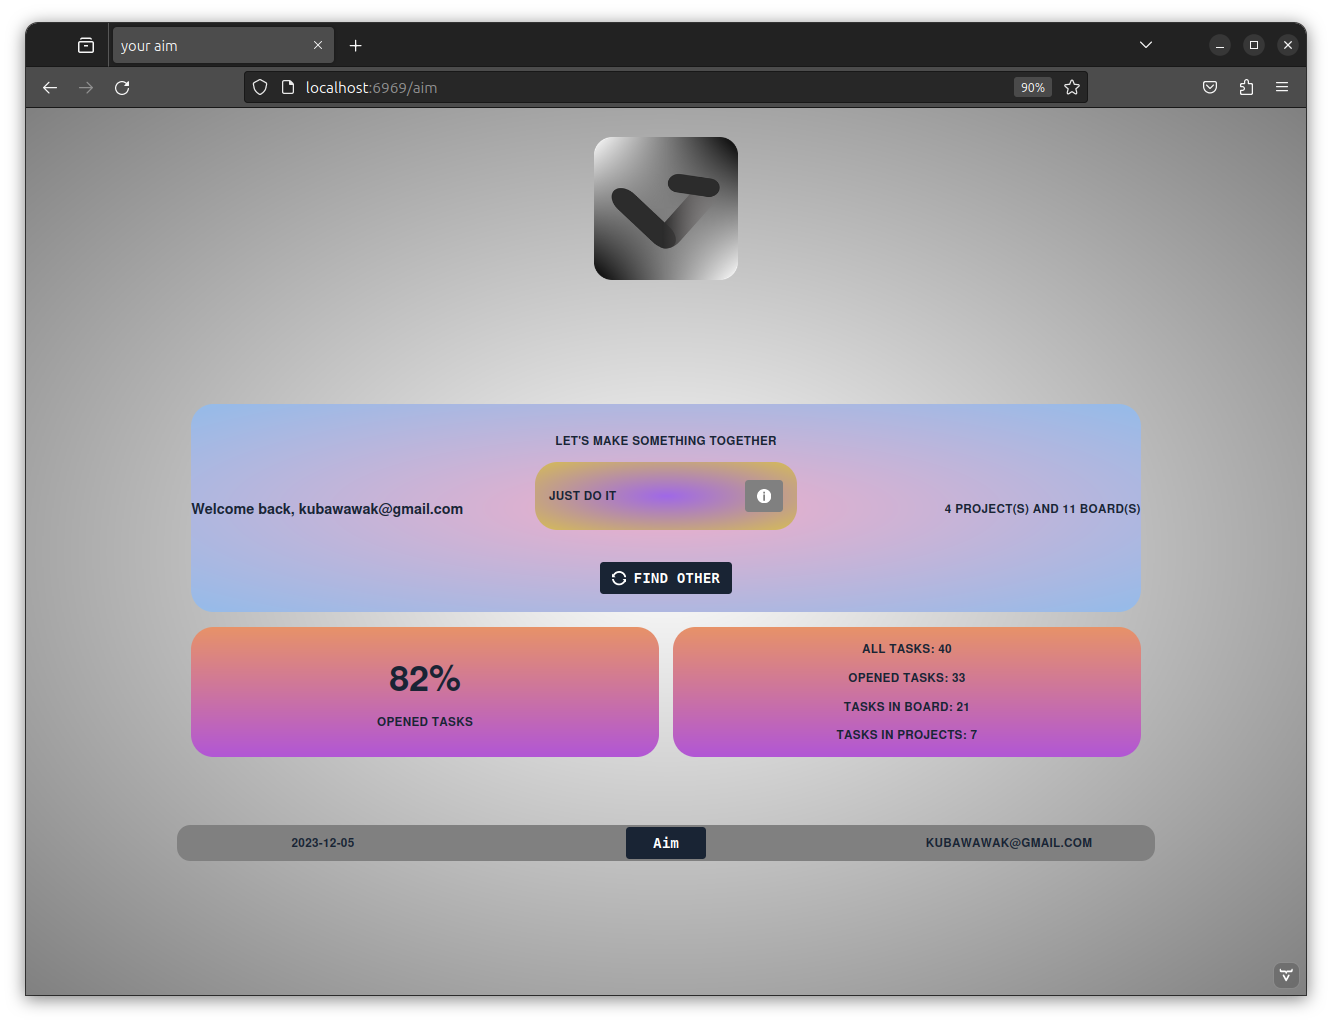 your aim
localhost:6969/aim
90%
LET'S MAKE SOMETHING TOGETHER
JUST DO IT
Welcome back, kubawawak@gmail.com
4 PROJECT(S) AND 11 BOARD(S)
FIND OTHER
82%
OPENED TASKS
ALL TASKS: 40
OPENED TASKS: 33
TASKS IN BOARD: 21
TASKS IN PROJECTS: 7
2023-12-05
Aim
KUBAWAWAK@GMAIL.COM